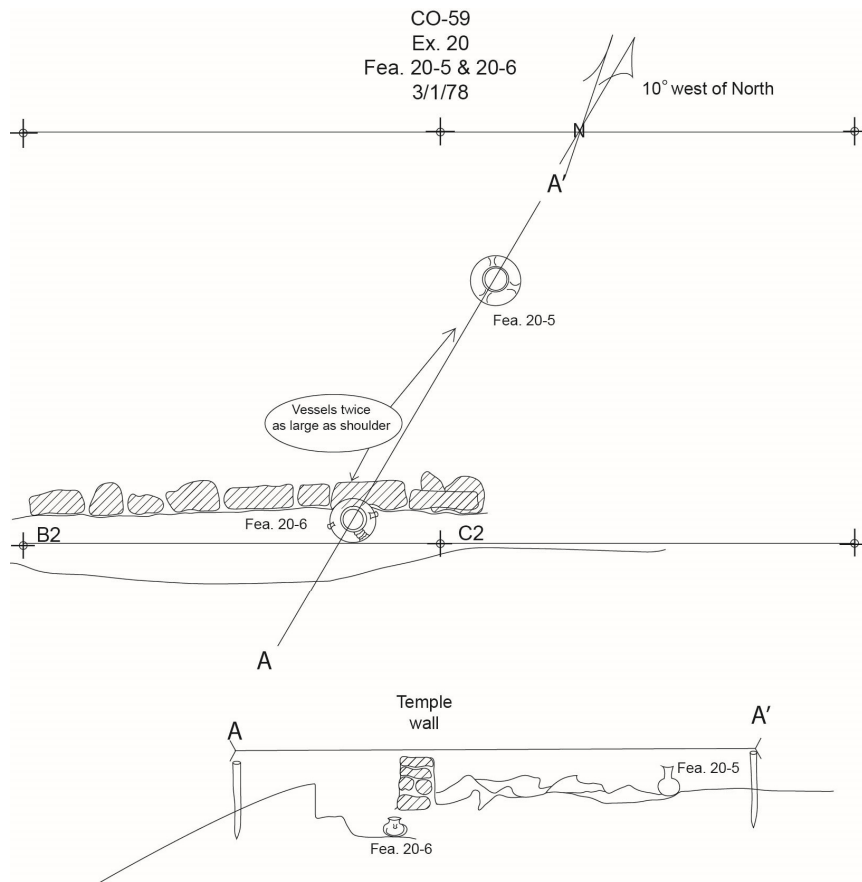 CO-59
Ex. 20
Fea. 20-5 & 20-6
3/1/78
10° west of North
N
A'
Fea. 20-5
Vessels twice
as large as shoulder
Fea. 20-6
B2
C2
A
Temple
wall
A
A'
Fea. 20-5
Fea. 20-6